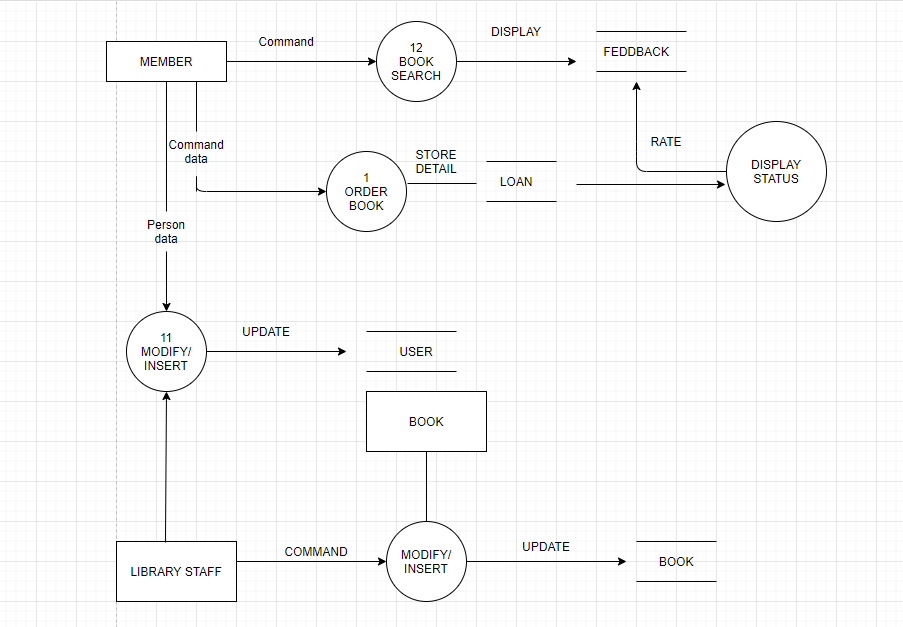 MEMBER
Command
12
BOOK
SEARCH
DISPLAY
FEDDBACK
Command
data
1
ORDER
BOOK
STORE
DETAIL
LOAN
RATE
DISPLAY
STATUS
Person
data
11
MODIFY/
INSERT
UPDATE
USER
BOOK
LIBRARY STAFF
COMMAND
MODIFY/
INSERT
UPDATE
BOOK